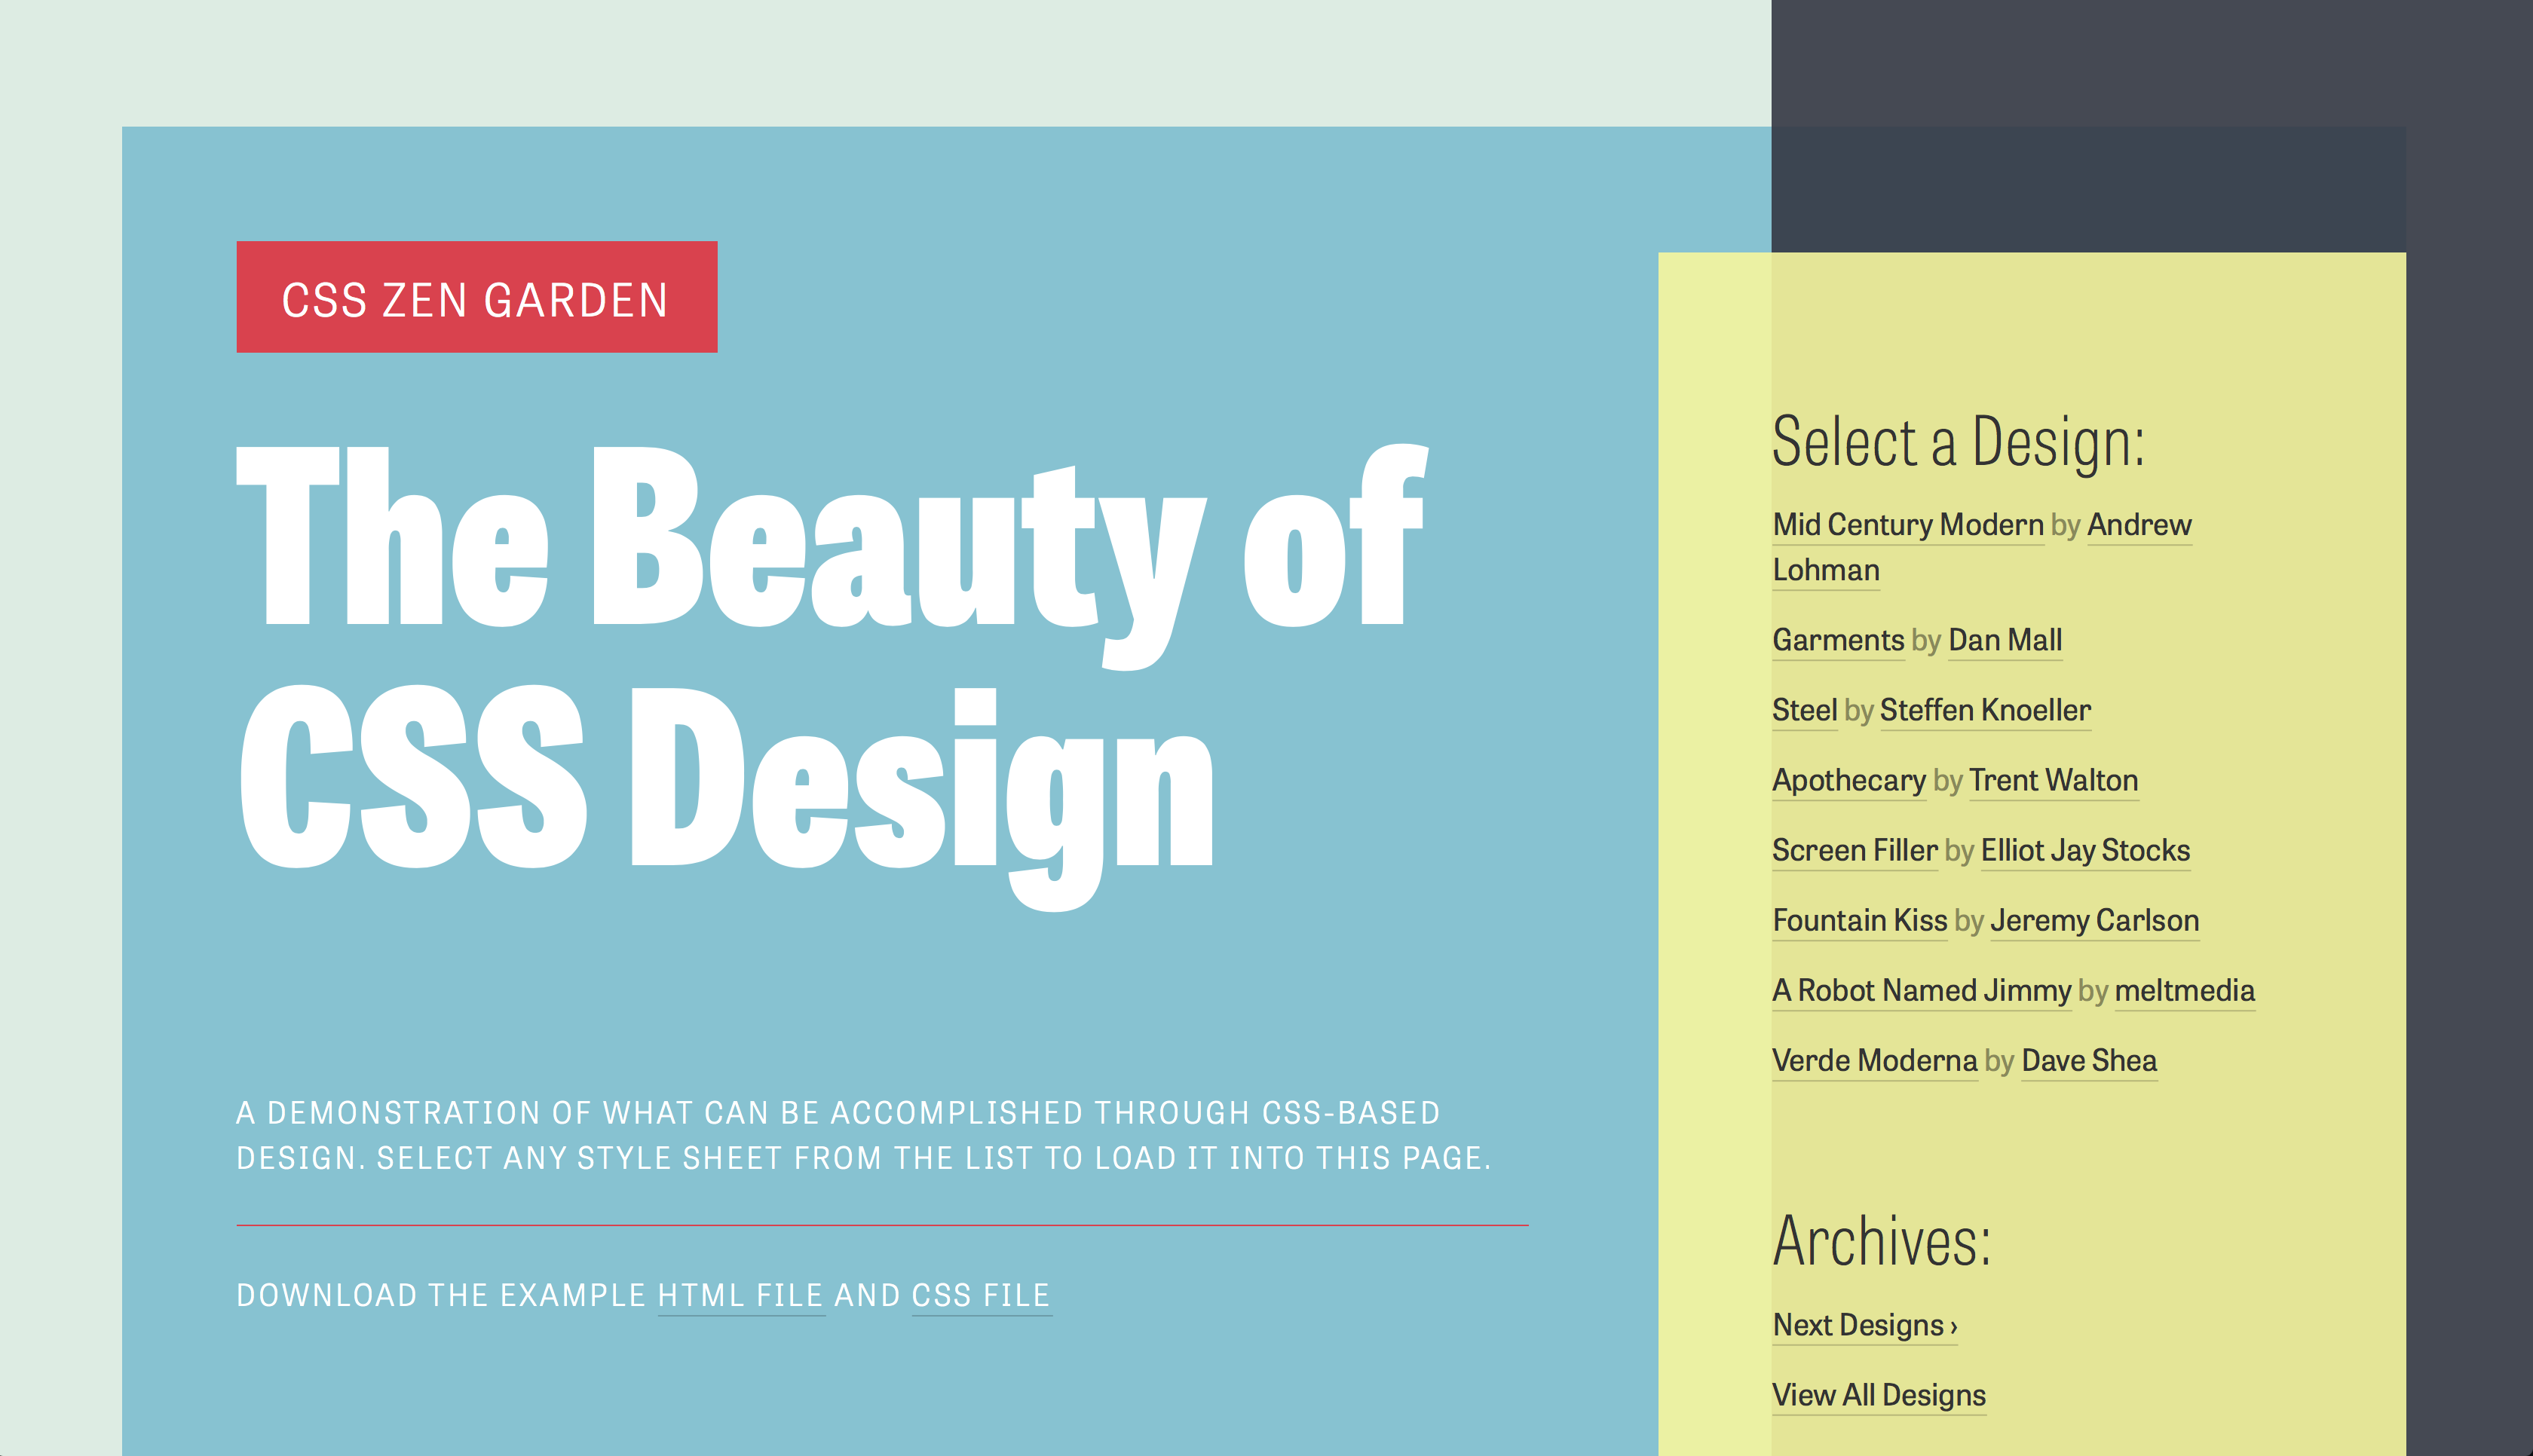 CSS ZEN GARDEN
The Beauty of
CSS Design
A DEMONSTRATION OF WHAT CAN BE ACCOMPLISHED THROUGH CSS-BASED
DESIGN. SELECT ANY STYLE SHEET FROM THE LIST TO LOAD IT INTO THIS PAGE.
DOWNLOAD THE EXAMPLE HTML FILE AND CSS FILE
Select a Design:
Mid Century Modern by Andrew
Lohman
Garments by Dan Mall
Steel by Steffen Knoeller
Apothecary by Trent Walton
Screen Filler by Elliot Jay Stocks
Fountain Kiss by Jeremy Carlson
A Robot Named Jimmy by meltmedia
Verde Moderna by Dave Shea
Archives:
Next Designs ›
View All Designs